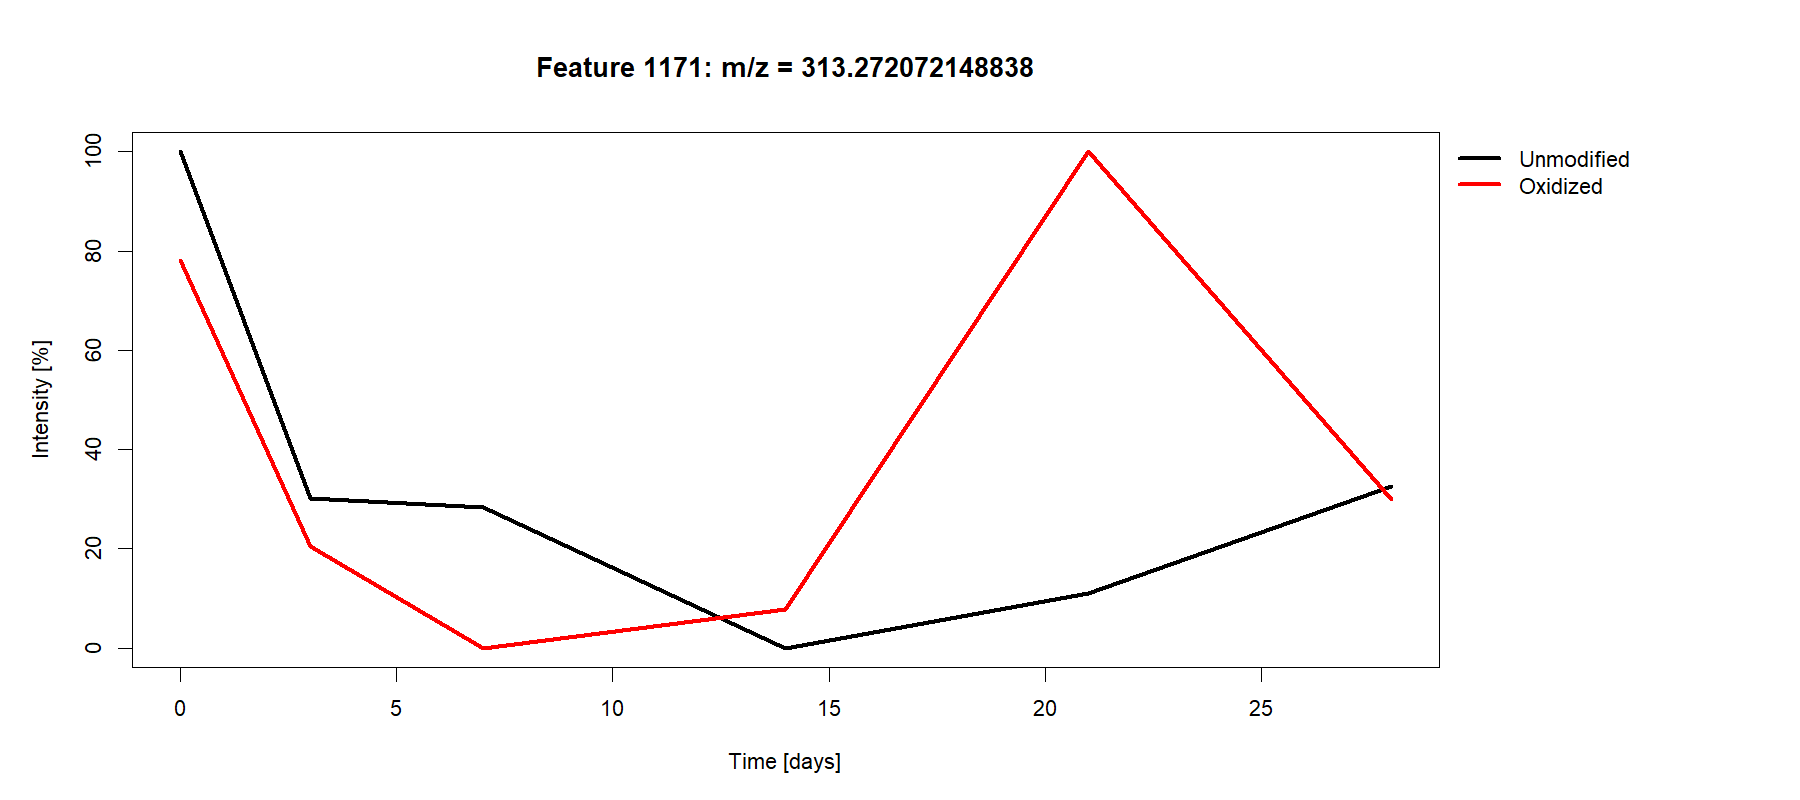 Feature 1171: m/z = 313.272072148838
Unmodified
Oxidized
Intensity [%]
100
80
60
40
20
0
0 5 10 15 20 25
Time [days]